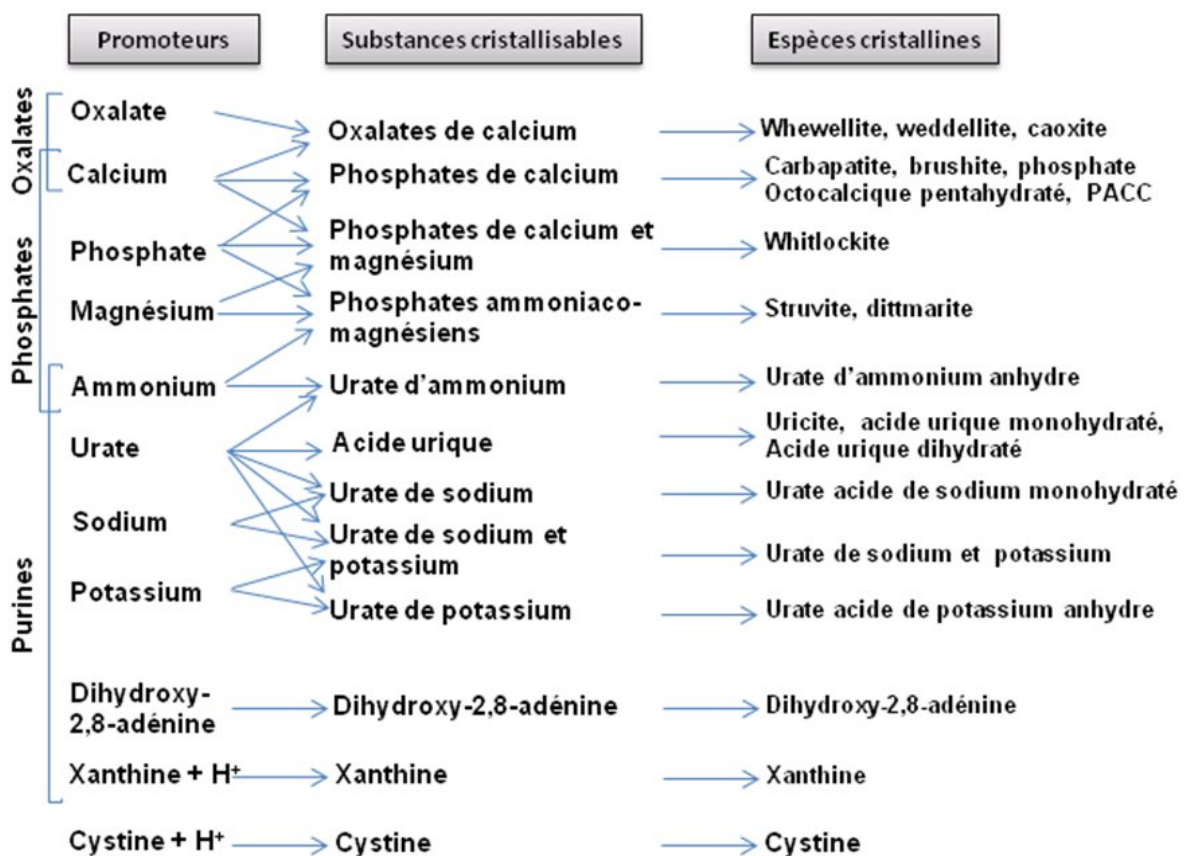 Promoteurs
Substances cristallisables
Espèces cristallines
Oxalates
Phosphates
Purines
Oxalate
Calcium
Phosphate
Magnésium
Ammonium
Urate
Sodium
Potassium
Dihydroxy-
2,8-adénine
Xanthine + H⁺
Cystine + H⁺
Oxalates de calcium
Phosphates de calcium
Phosphates de calcium et
magnésium
Phosphates ammoniaco-
magnésiens
Urate d'ammonium
Acide urique
Urate de sodium
Urate de sodium et
potassium
Urate de potassium
Dihydroxy-2,8-adénine
Xanthine
Cystine
Whewellite, weddellite, caoxite
Carbapatite, brushite, phosphate
Octocalcique pentahydraté, PACC
Whitlockite
Struvite, dittmarite
Urate d'ammonium anhydre
Uricite, acide urique monohydraté,
Acide urique dihydraté
Urate acide de sodium monohydraté
Urate de sodium et potassium
Urate acide de potassium anhydre
Dihydroxy-2,8-adénine
Xanthine
Cystine